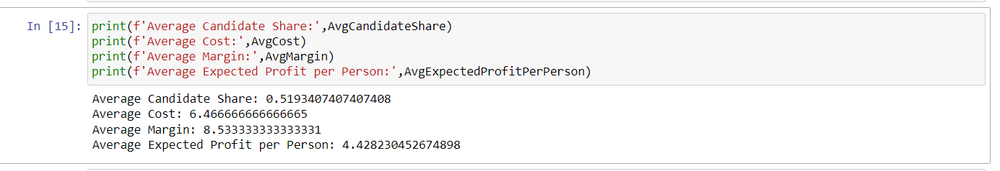 In [15]: print(f'Average Candidate Share:',AvgCandidateShare)
print(f'Average Cost:',AvgCost)
print(f'Average Margin:',AvgMargin)
print(f'Average Expected Profit per Person:',AvgExpectedProfitPerPerson)
Average Candidate Share: 0.5193407407407408
Average Cost: 6.466666666666665
Average Margin: 8.533333333333331
Average Expected Profit per Person: 4.428230452674898